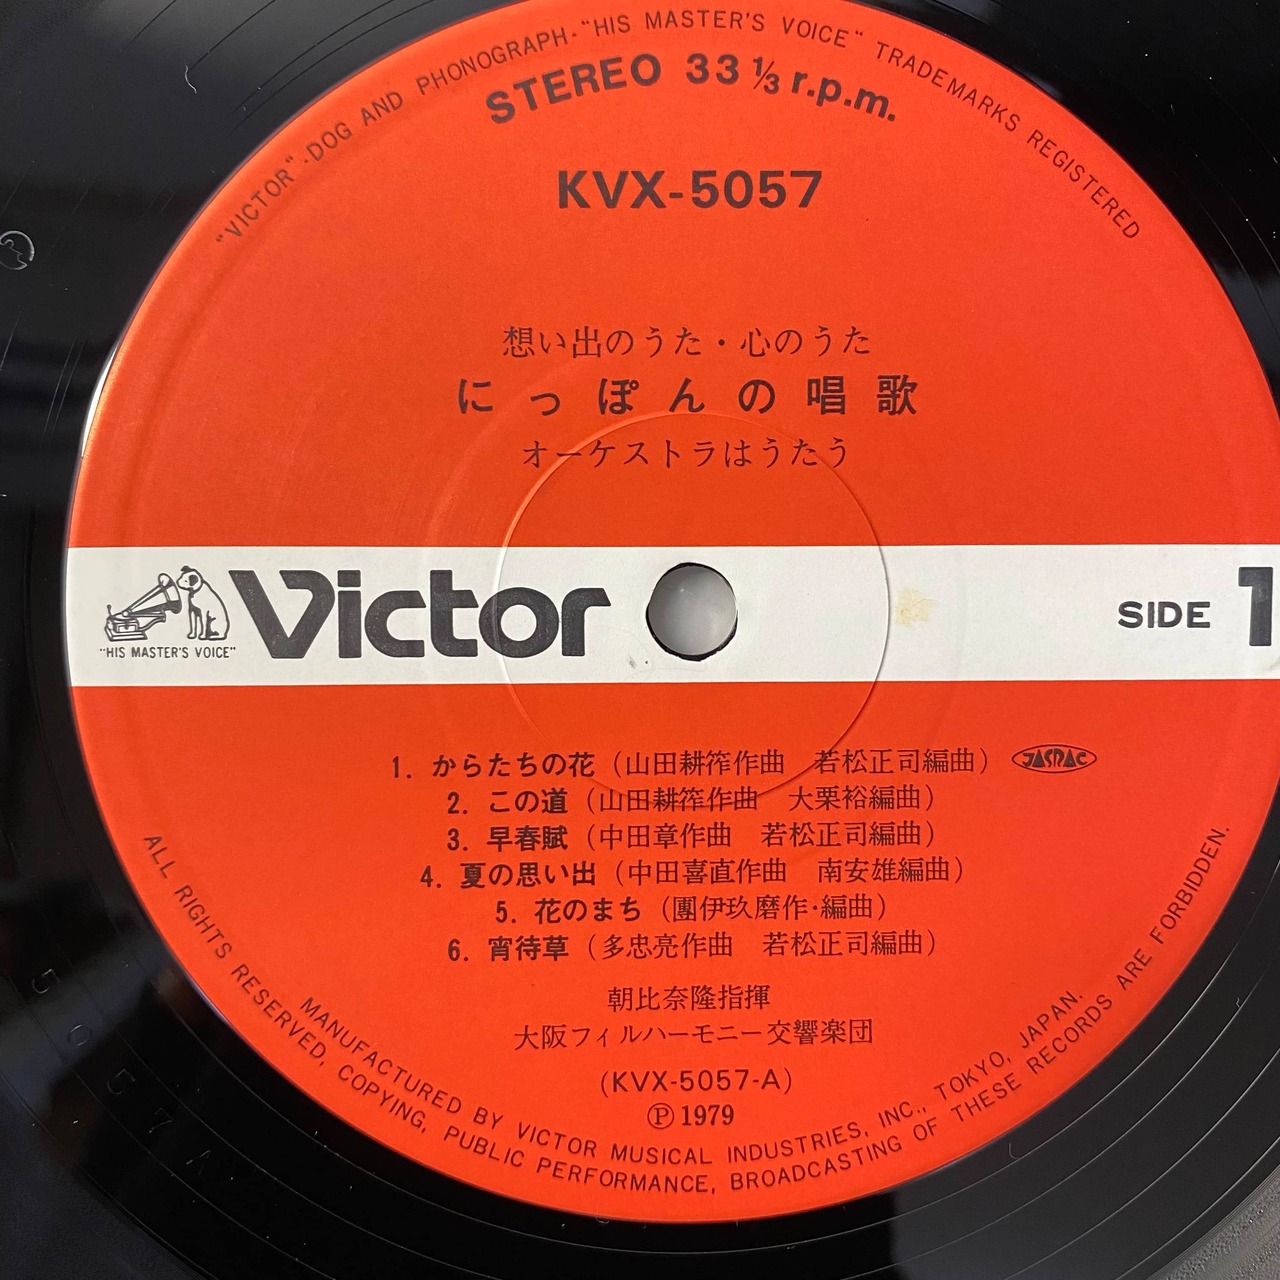 "VICTOR"·DOG AND PHONOGRAPH·"HIS MASTER'S VOICE" TRADEMARKS REGISTERED
STEREO 33 1/3 r.p.m.
KVX-5057
想い出のうた・心のうた
にっぽんの唱歌
オーケストラはうたう
"HIS MASTER'S VOICE"
Victor
SIDE 1
1. からたちの花（山田耕筰作曲　若松正司編曲） JASRAC
2. この道（山田耕筰作曲　大栗裕編曲）
3. 早春賦（中田章作曲　若松正司編曲）
4. 夏の思い出（中田喜直作曲　南安雄編曲）
5. 花のまち（團伊玖磨作·編曲）
6. 宵待草（多忠亮作曲　若松正司編曲）
朝比奈隆指揮
大阪フィルハーモニー交響楽団
(KVX-5057-A)
Ⓟ 1979
MANUFACTURED BY VICTOR MUSICAL INDUSTRIES, INC., TOKYO, JAPAN.
ALL RIGHTS RESERVED, COPYING, PUBLIC PERFORMANCE, BROADCASTING OF THESE RECORDS ARE FORBIDDEN.